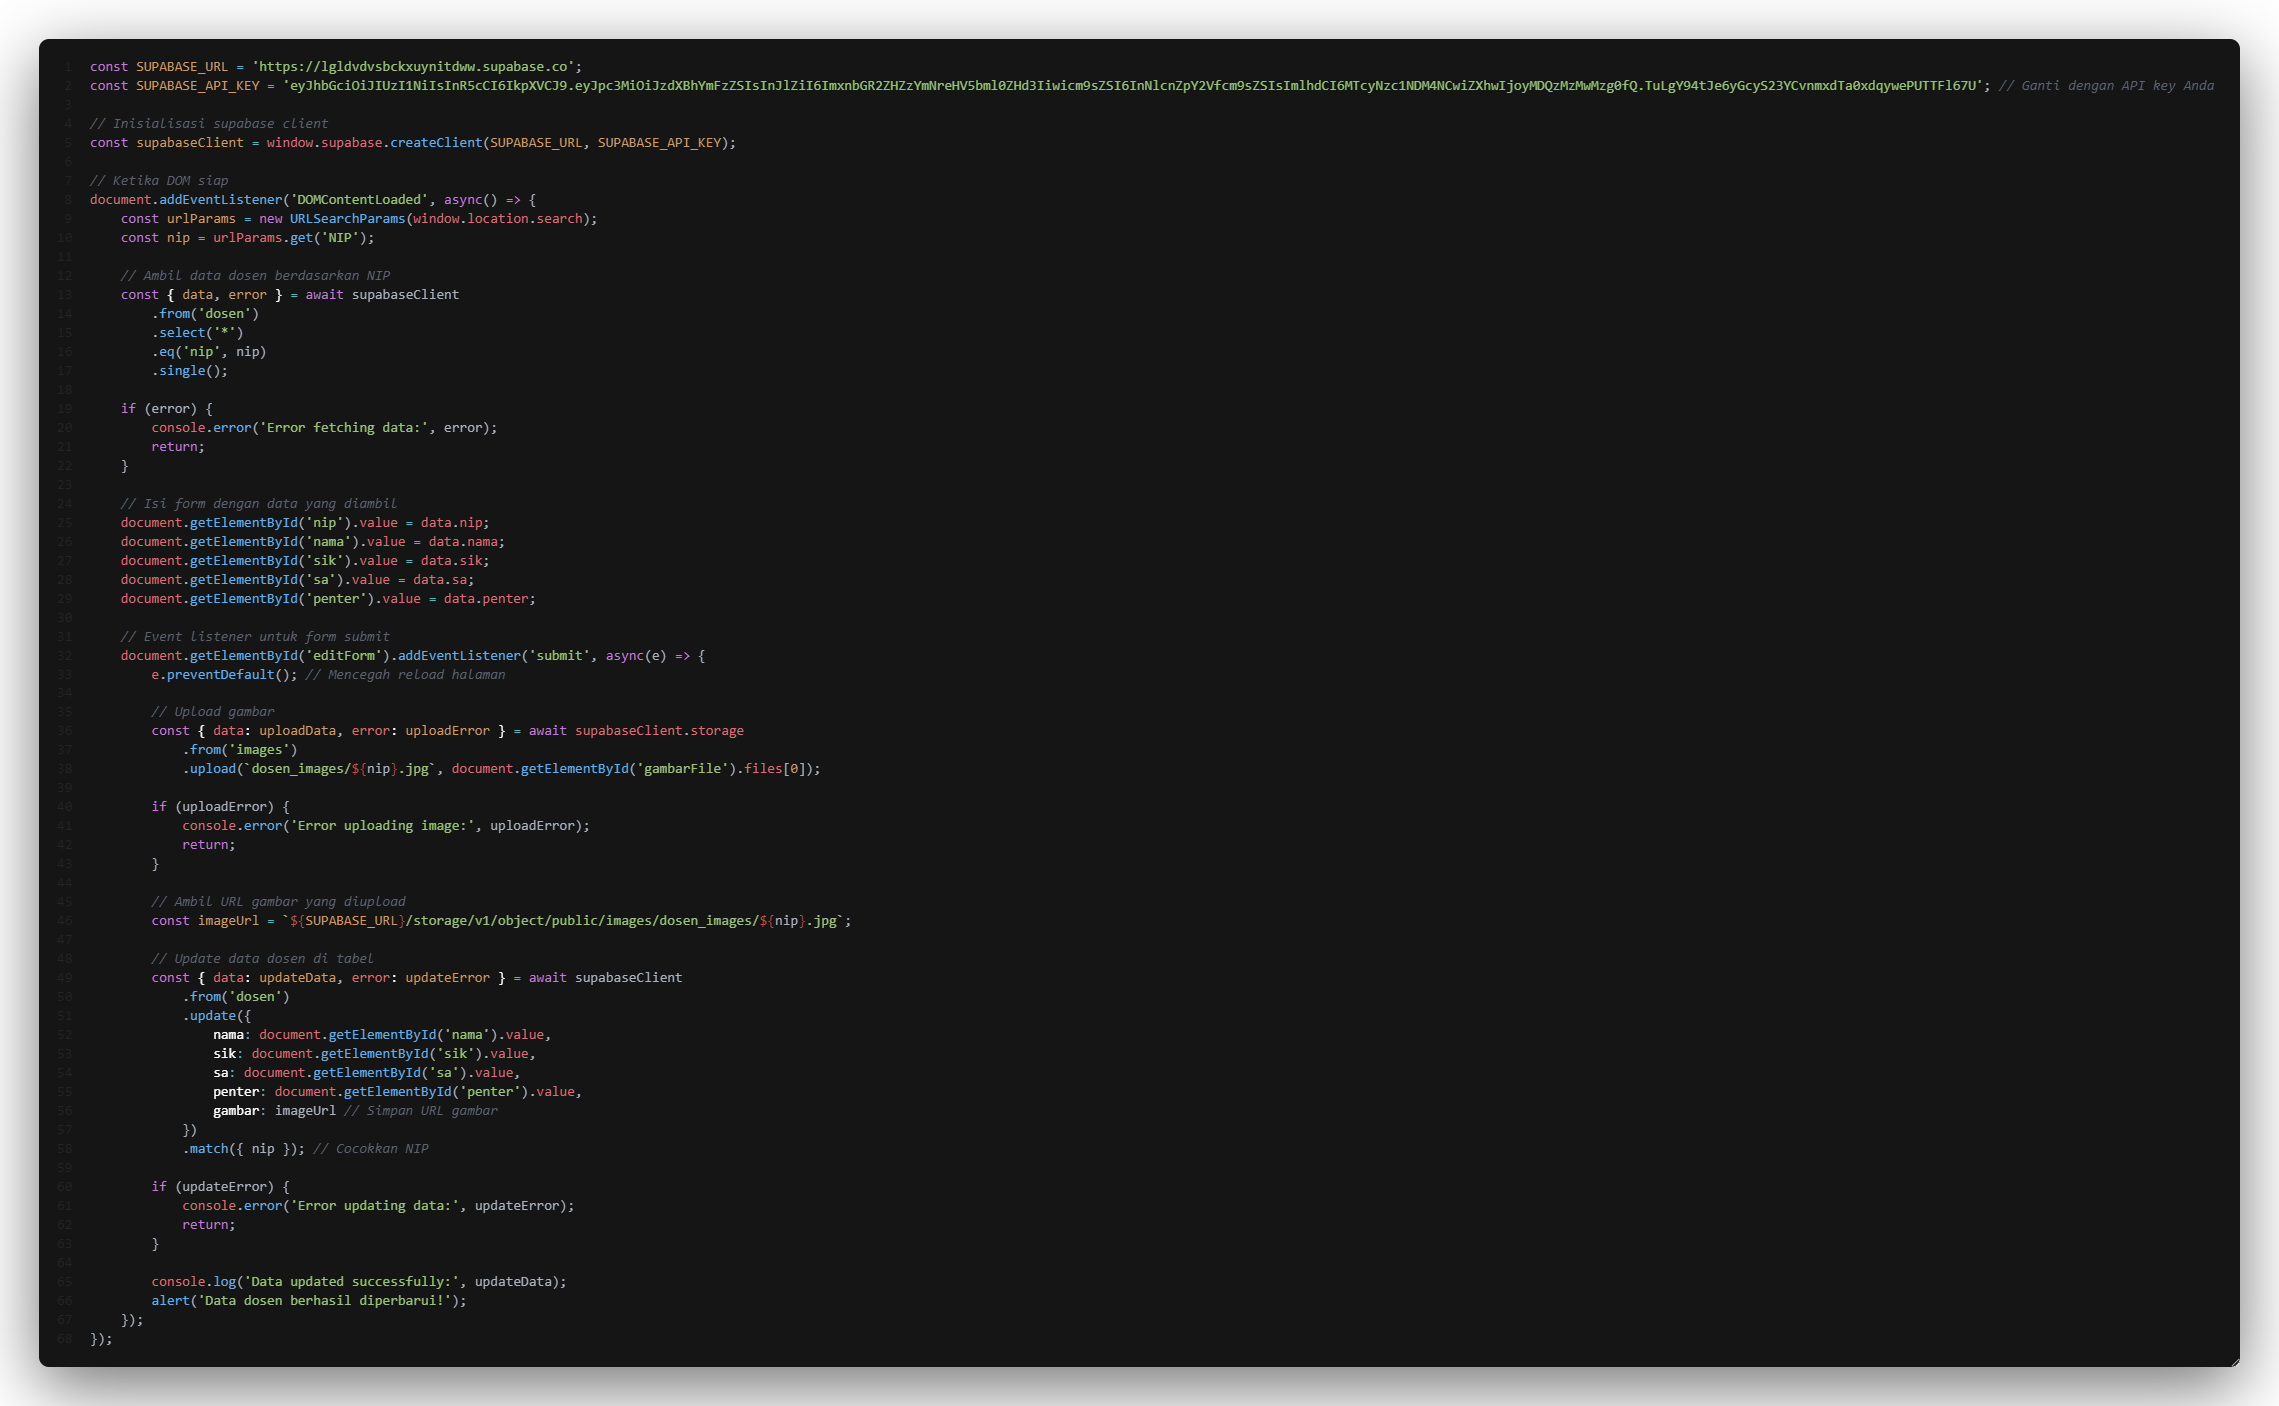 1 const SUPABASE_URL = 'https://lgldvdvsbckxuynitdww.supabase.co';
2 const SUPABASE_API_KEY = 'eyJhbGciOiJIUzI1NiIsInR5cCI6IkpXVCJ9.eyJpc3MiOiJzdXBhYmFzZSIsInJlZiI6ImxnbGR2ZHZzYmNreHV5bml0ZHd3Iiwicm9sZSI6InNlcnZpY2Vfcm9sZSIsImlhdCI6MTcyNzc1NDM4NCwiZXhwIjoyMDQzMzMwMzg0fQ.TuLgY94tJe6yGcyS23YCvnmxdTa0xdqywePUTTFl67U'; // Ganti dengan API key Anda
3
4 // Inisialisasi supabase client
5 const supabaseClient = window.supabase.createClient(SUPABASE_URL, SUPABASE_API_KEY);
6
7 // Ketika DOM siap
8 document.addEventListener('DOMContentLoaded', async() => {
9 const urlParams = new URLSearchParams(window.location.search);
10 const nip = urlParams.get('NIP');
11
12 // Ambil data dosen berdasarkan NIP
13 const { data, error } = await supabaseClient
14 .from('dosen')
15 .select('*')
16 .eq('nip', nip)
17 .single();
18
19 if (error) {
20 console.error('Error fetching data:', error);
21 return;
22 }
23
24 // Isi form dengan data yang diambil
25 document.getElementById('nip').value = data.nip;
26 document.getElementById('nama').value = data.nama;
27 document.getElementById('sik').value = data.sik;
28 document.getElementById('sa').value = data.sa;
29 document.getElementById('penter').value = data.penter;
30
31 // Event listener untuk form submit
32 document.getElementById('editForm').addEventListener('submit', async(e) => {
33 e.preventDefault(); // Mencegah reload halaman
34
35 // Upload gambar
36 const { data: uploadData, error: uploadError } = await supabaseClient.storage
37 .from('images')
38 .upload(`dosen_images/${nip}.jpg`, document.getElementById('gambarFile').files[0]);
39
40 if (uploadError) {
41 console.error('Error uploading image:', uploadError);
42 return;
43 }
44
45 // Ambil URL gambar yang diupload
46 const imageUrl = `${SUPABASE_URL}/storage/v1/object/public/images/dosen_images/${nip}.jpg`;
47
48 // Update data dosen di tabel
49 const { data: updateData, error: updateError } = await supabaseClient
50 .from('dosen')
51 .update({
52 nama: document.getElementById('nama').value,
53 sik: document.getElementById('sik').value,
54 sa: document.getElementById('sa').value,
55 penter: document.getElementById('penter').value,
56 gambar: imageUrl // Simpan URL gambar
57 })
58 .match({ nip }); // Cocokkan NIP
59
60 if (updateError) {
61 console.error('Error updating data:', updateError);
62 return;
63 }
64
65 console.log('Data updated successfully:', updateData);
66 alert('Data dosen berhasil diperbarui!');
67 });
68 });